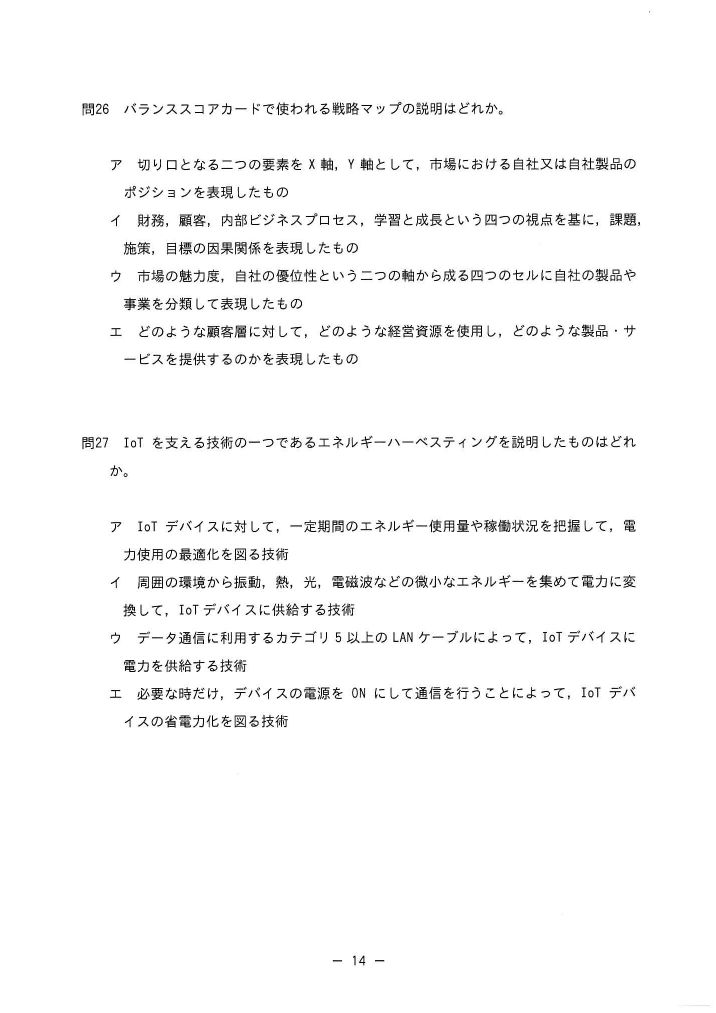 問26 バランススコアカードで使われる戦略マップの説明はどれか。
ア 切り口となる二つの要素を X 軸，Y 軸として，市場における自社又は自社製品の
ポジションを表現したもの
イ 財務，顧客，内部ビジネスプロセス，学習と成長という四つの視点を基に，課題，
施策，目標の因果関係を表現したもの
ウ 市場の魅力度，自社の優位性という二つの軸から成る四つのセルに自社の製品や
事業を分類して表現したもの
エ どのような顧客層に対して，どのような経営資源を使用し，どのような製品・サ
ービスを提供するのかを表現したもの
問27 IoT を支える技術の一つであるエネルギーハーベスティングを説明したものはどれ
か。
ア IoT デバイスに対して，一定期間のエネルギー使用量や稼働状況を把握して，電
力使用の最適化を図る技術
イ 周囲の環境から振動，熱，光，電磁波などの微小なエネルギーを集めて電力に変
換して，IoT デバイスに供給する技術
ウ データ通信に利用するカテゴリ 5 以上の LAN ケーブルによって，IoT デバイスに
電力を供給する技術
エ 必要な時だけ，デバイスの電源を ON にして通信を行うことによって，IoT デバ
イスの省電力化を図る技術
－ 14 －